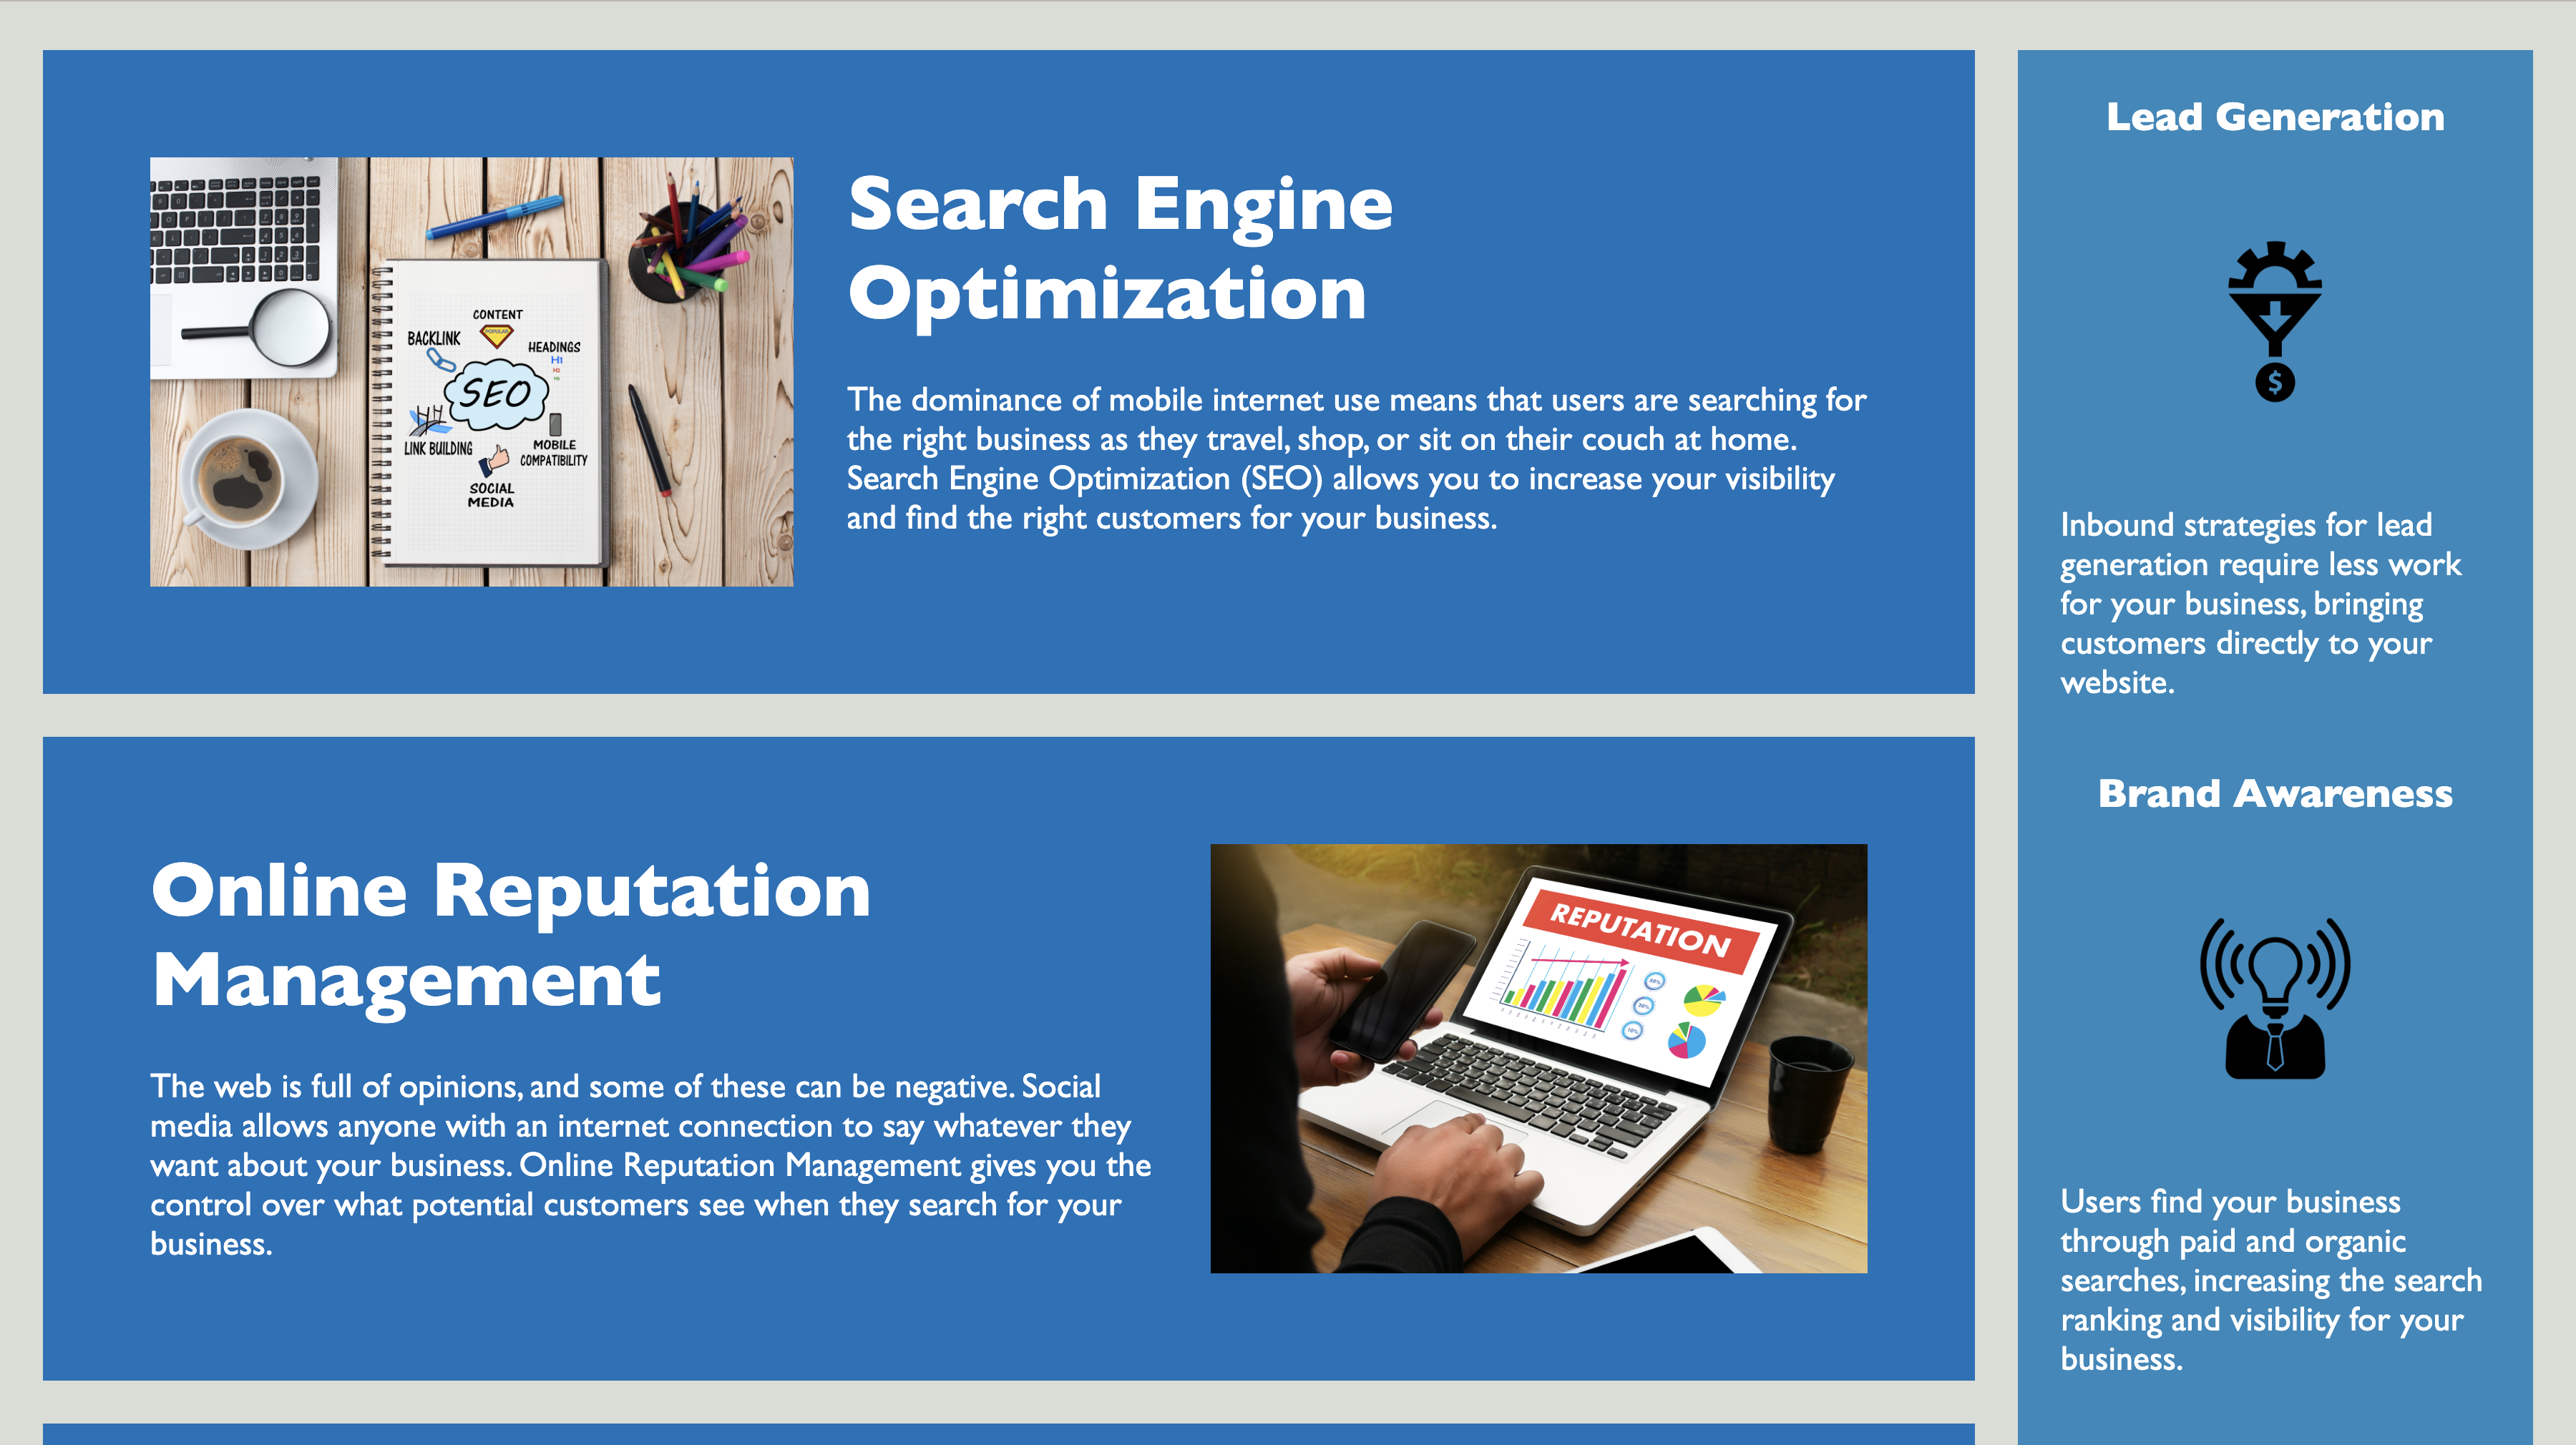 Search Engine
Optimization
The dominance of mobile internet use means that users are searching for
the right business as they travel, shop, or sit on their couch at home.
Search Engine Optimization (SEO) allows you to increase your visibility
and find the right customers for your business.
CONTENT
POPULAR
BACKLINK
HEADINGS
H1
H2
H3
SEO
LINK BUILDING
MOBILE
COMPATIBILITY
SOCIAL
MEDIA
Online Reputation
Management
The web is full of opinions, and some of these can be negative. Social
media allows anyone with an internet connection to say whatever they
want about your business. Online Reputation Management gives you the
control over what potential customers see when they search for your
business.
REPUTATION
Lead Generation
$
Inbound strategies for lead
generation require less work
for your business, bringing
customers directly to your
website.
Brand Awareness
Users find your business
through paid and organic
searches, increasing the search
ranking and visibility for your
business.